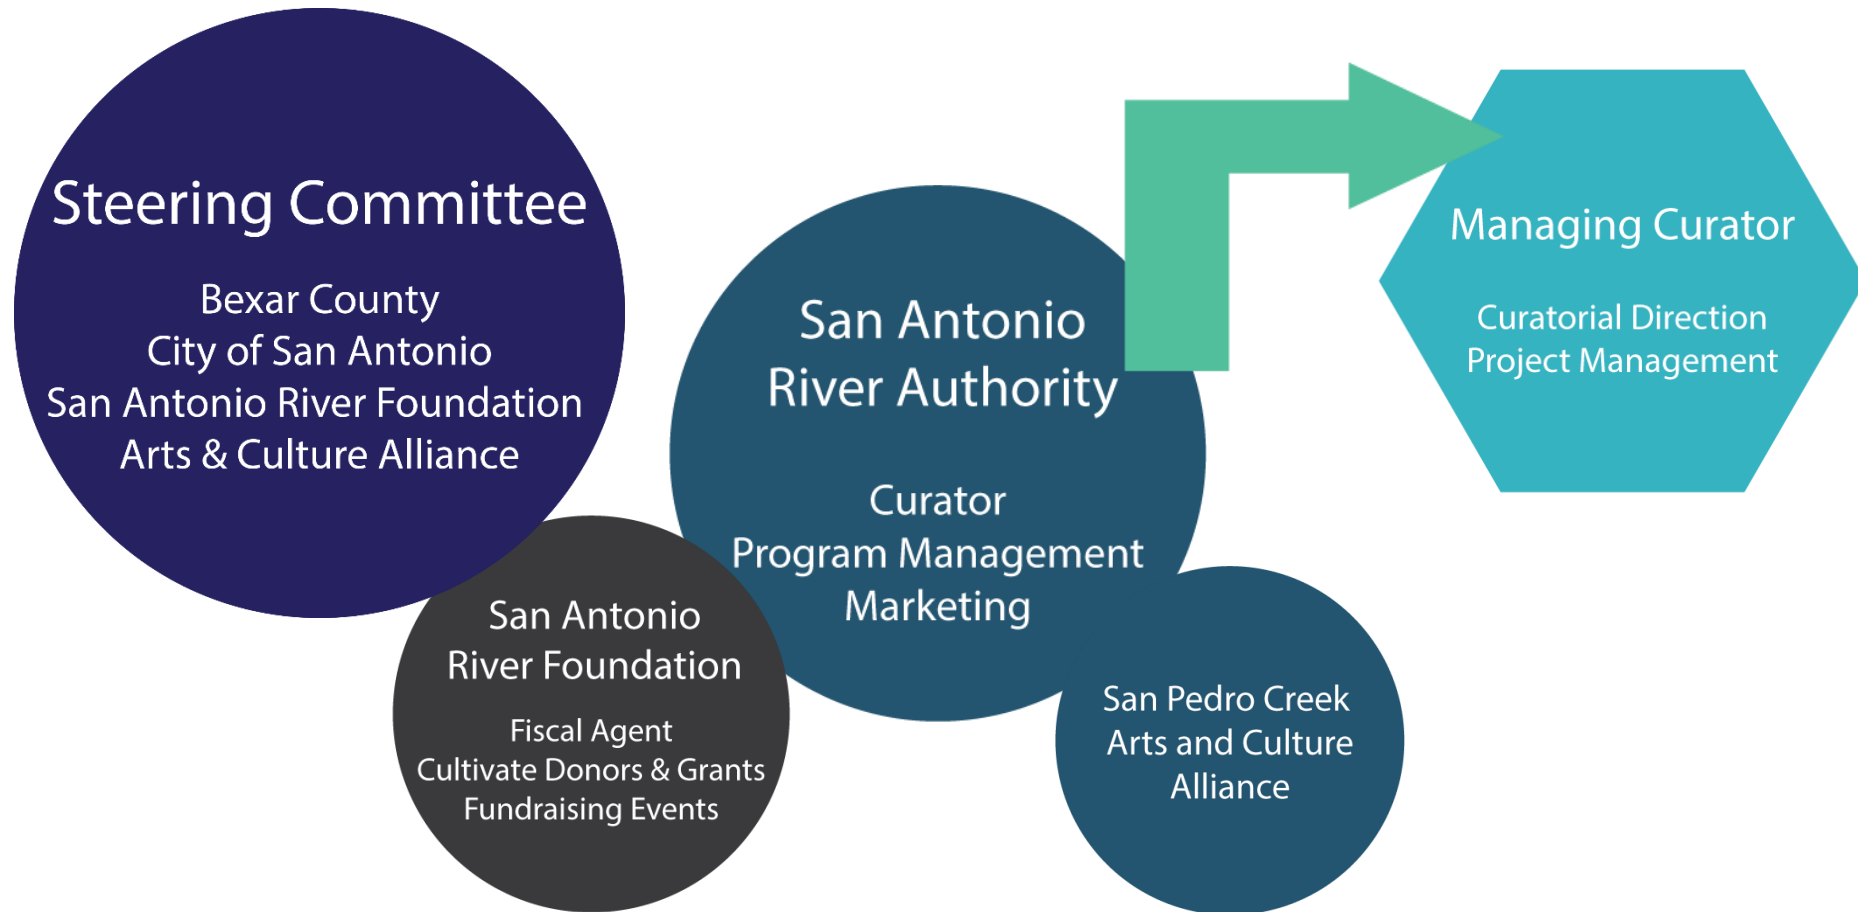 Steering Committee
Bexar County
City of San Antonio
San Antonio River Foundation
Arts & Culture Alliance
San Antonio
River Foundation
Fiscal Agent
Cultivate Donors & Grants
Fundraising Events
San Antonio
River Authority
Curator
Program Management
Marketing
San Pedro Creek
Arts and Culture
Alliance
Managing Curator
Curatorial Direction
Project Management